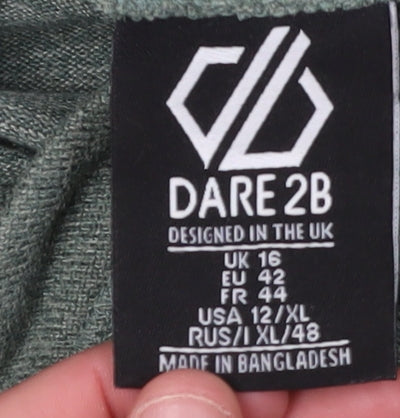 DARE 2B
DESIGNED IN THE UK
UK 16
EU 42
FR 44
USA 12/XL
RUS/I XL/48
MADE IN BANGLADESH